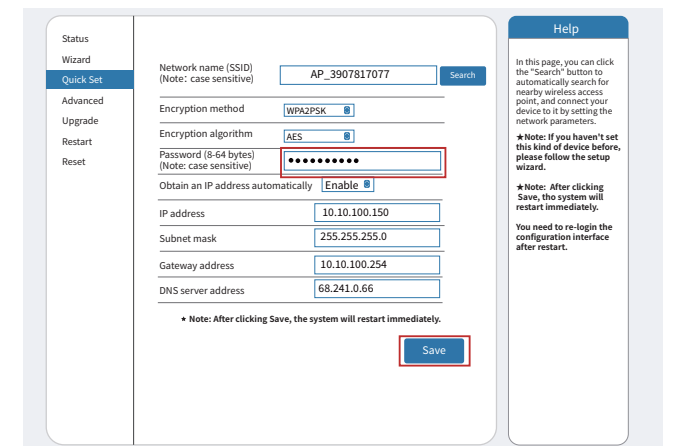 Status
Wizard
Quick Set
Advanced
Upgrade
Restart
Reset
Network name (SSID)
(Note: case sensitive)
AP_3907817077
Search
Encryption method
WPA2PSK
Encryption algorithm
AES
Password (8-64 bytes)
(Note: case sensitive)
●●●●●●●●●●
Obtain an IP address automatically
Enable
IP address
10.10.100.150
Subnet mask
255.255.255.0
Gateway address
10.10.100.254
DNS server address
68.241.0.66
★ Note: After clicking Save, the system will restart immediately.
Save
Help
In this page, you can click
the "Search" button to
automatically search for
nearby wireless access
point, and connect your
device to it by setting the
network parameters.
★Note: If you haven't set
this kind of device before,
please follow the setup
wizard.
★Note: After clicking
Save, tho system will
restart immediately.
You need to re-login the
configuration interface
after restart.